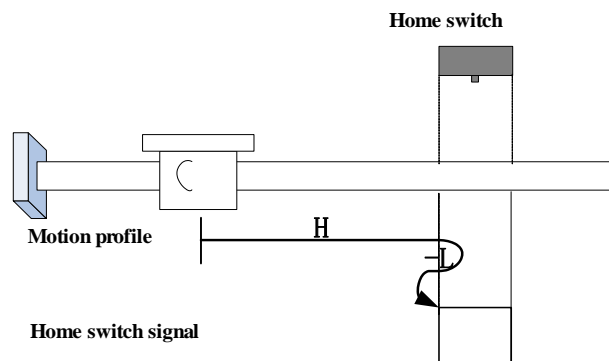 Home switch
H
Motion profile
-L
Home switch signal